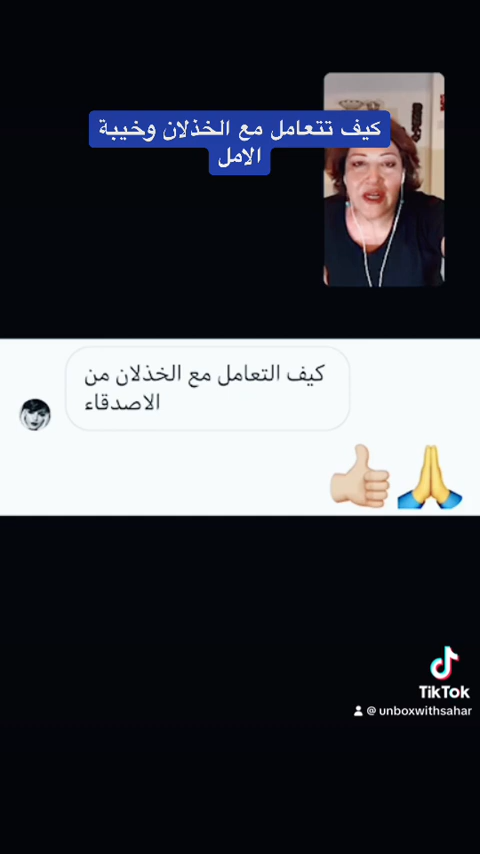 كيف تتعامل مع الخذلان وخيبة
الامل
كيف التعامل مع الخذلان من
الاصدقاء
TikTok
@ unboxwithsahar